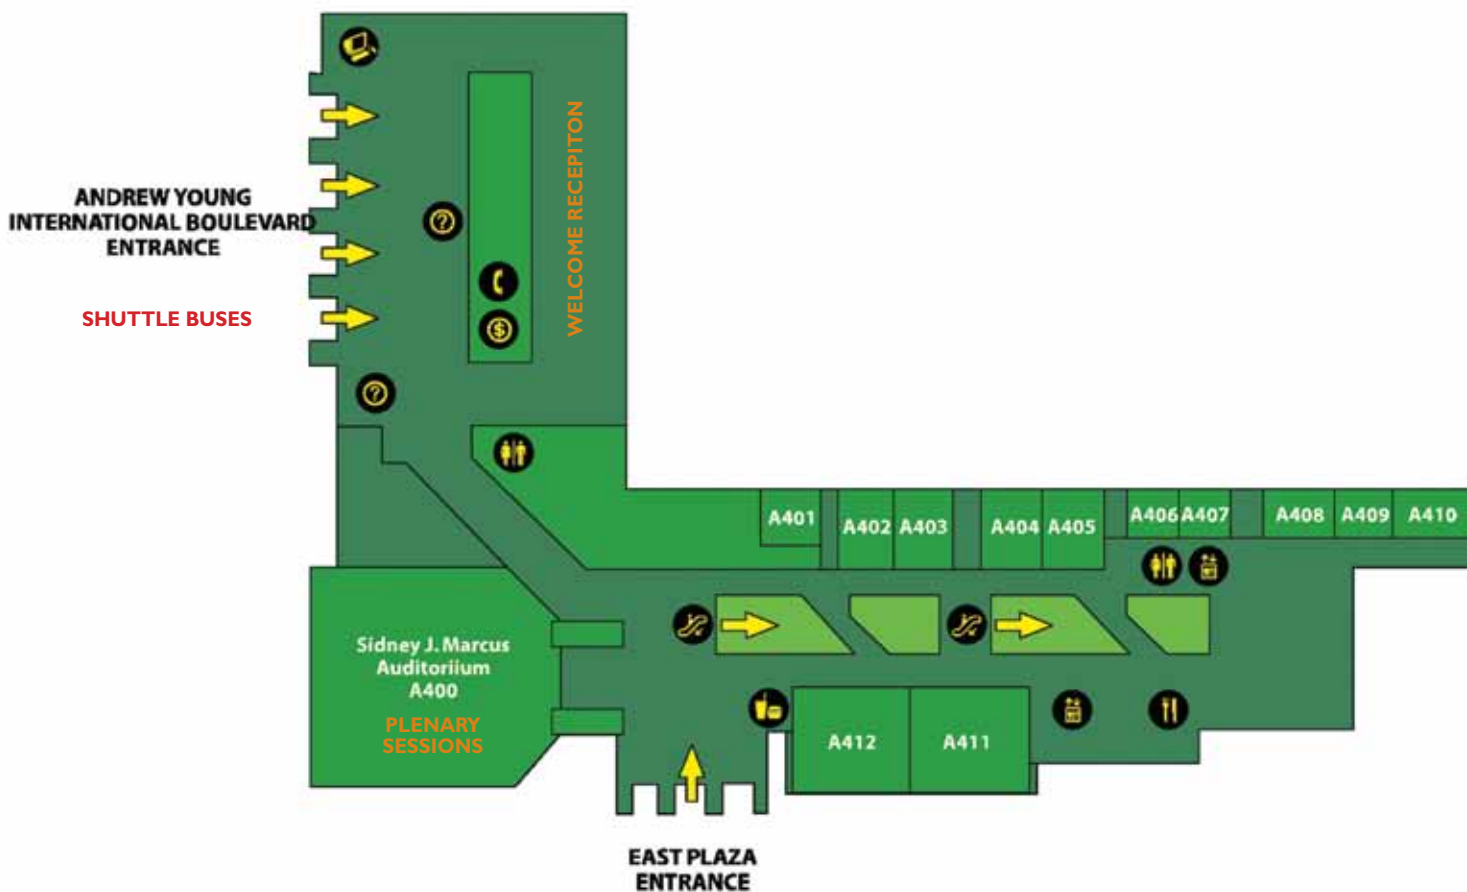 ANDREW YOUNG
INTERNATIONAL BOULEVARD
ENTRANCE
SHUTTLE BUSES
WELCOME RECEPITON
?
?
$
A401
A402
A403
A404
A405
A406
A407
A408
A409
A410
Sidney J. Marcus
Auditoriium
A400
PLENARY
SESSIONS
A412
A411
EAST PLAZA
ENTRANCE